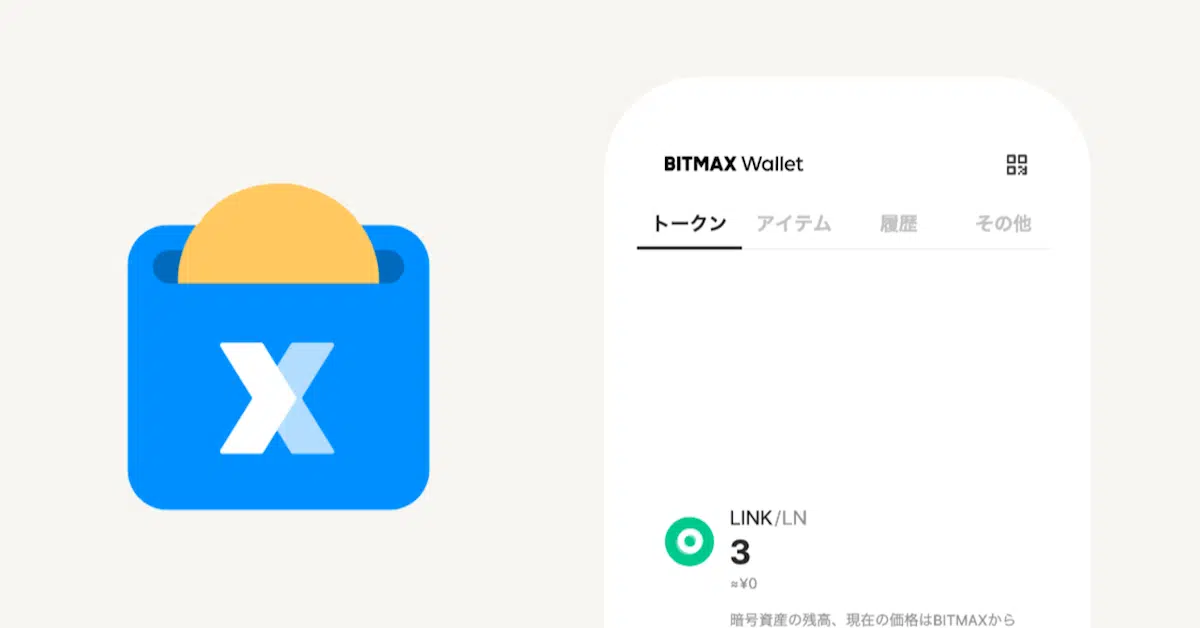 BITMAX Wallet
トークン アイテム 履歴 その他
X
LINK/LN
3
≈¥0
暗号資産の残高、現在の価格はBITMAXから